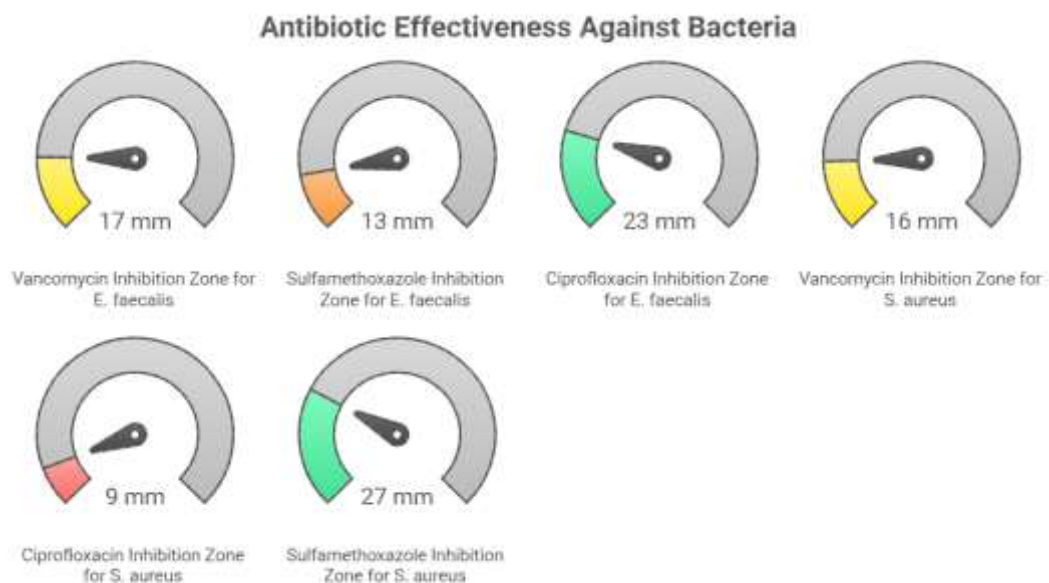 Antibiotic Effectiveness Against Bacteria
17 mm
13 mm
23 mm
16 mm
Vancomycin Inhibition Zone for
E. faecalis
Sulfamethoxazole Inhibition
Zone for E. faecalis
Ciprofloxacin Inhibition Zone
for E. faecalis
Vancomycin Inhibition Zone for
S. aureus
9 mm
27 mm
Ciprofloxacin Inhibition Zone
for S. aureus
Sulfamethoxazole Inhibition
Zone for S. aureus